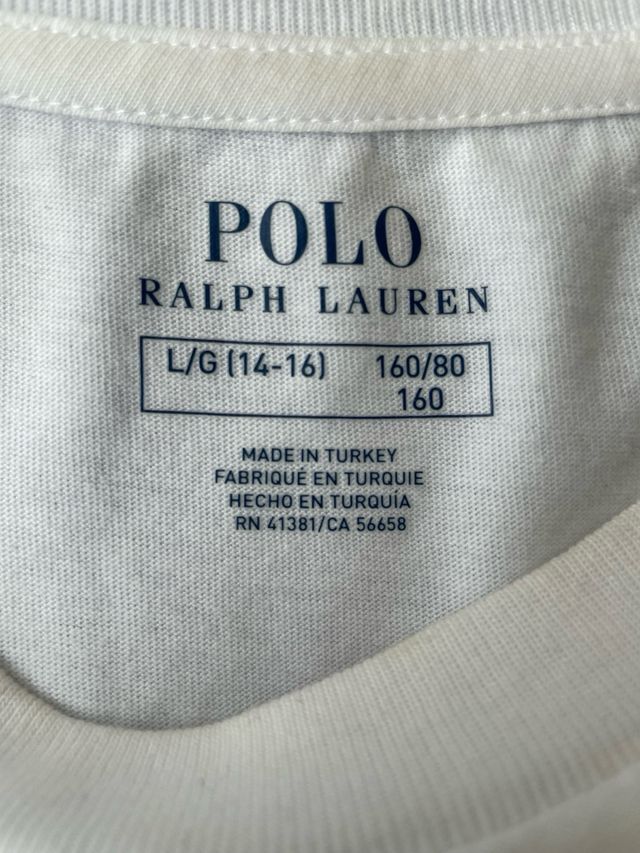 POLO
RALPH LAUREN
L/G (14-16) 160/80
160
MADE IN TURKEY
FABRIQUÉ EN TURQUIE
HECHO EN TURQUÍA
RN 41381/CA 56658